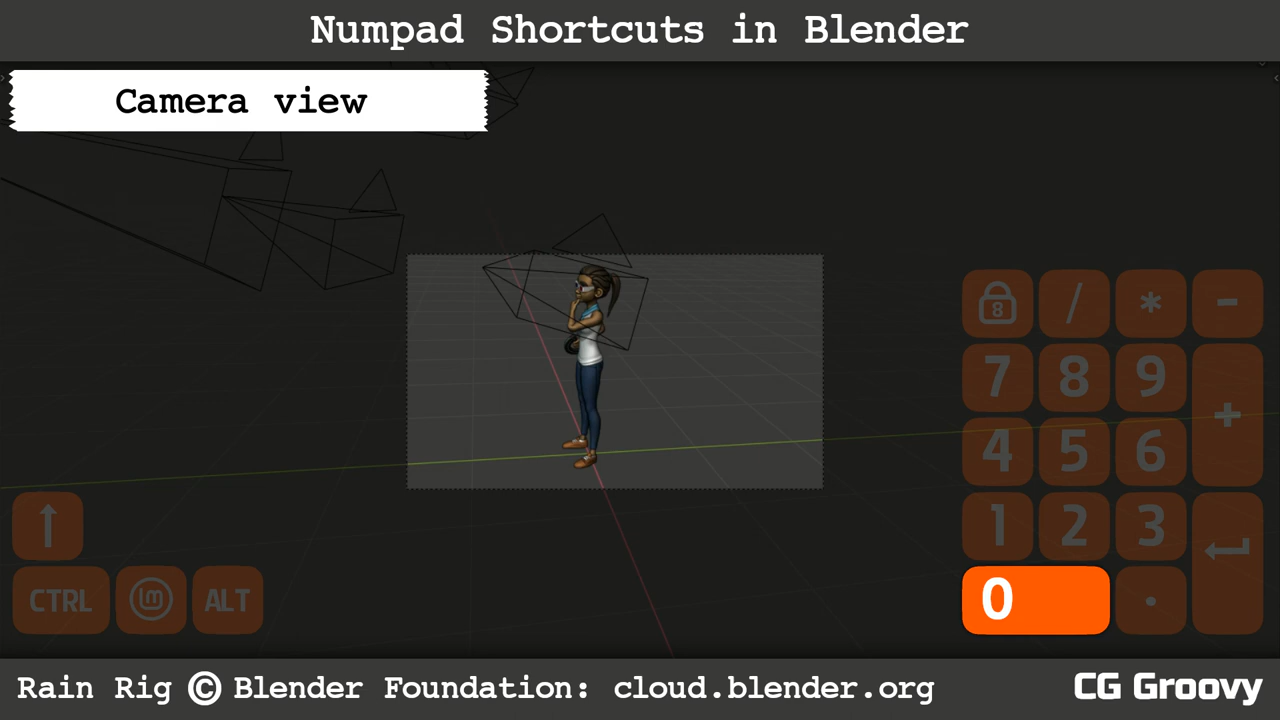 Numpad Shortcuts in Blender
Camera view
8 / * -
7 8 9 +
4 5 6
1 2 3
CTRL lm ALT
0 .
Rain Rig © Blender Foundation: cloud.blender.org
CG Groovy